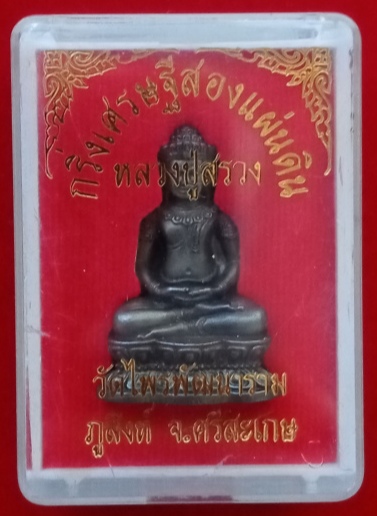 กริ่งเศรษฐีสองแผ่นดิน
หลวงปู่สรวง
วัดไพรพัฒนาราม
ภูสิงห์ จ.ศรีสะเกษ